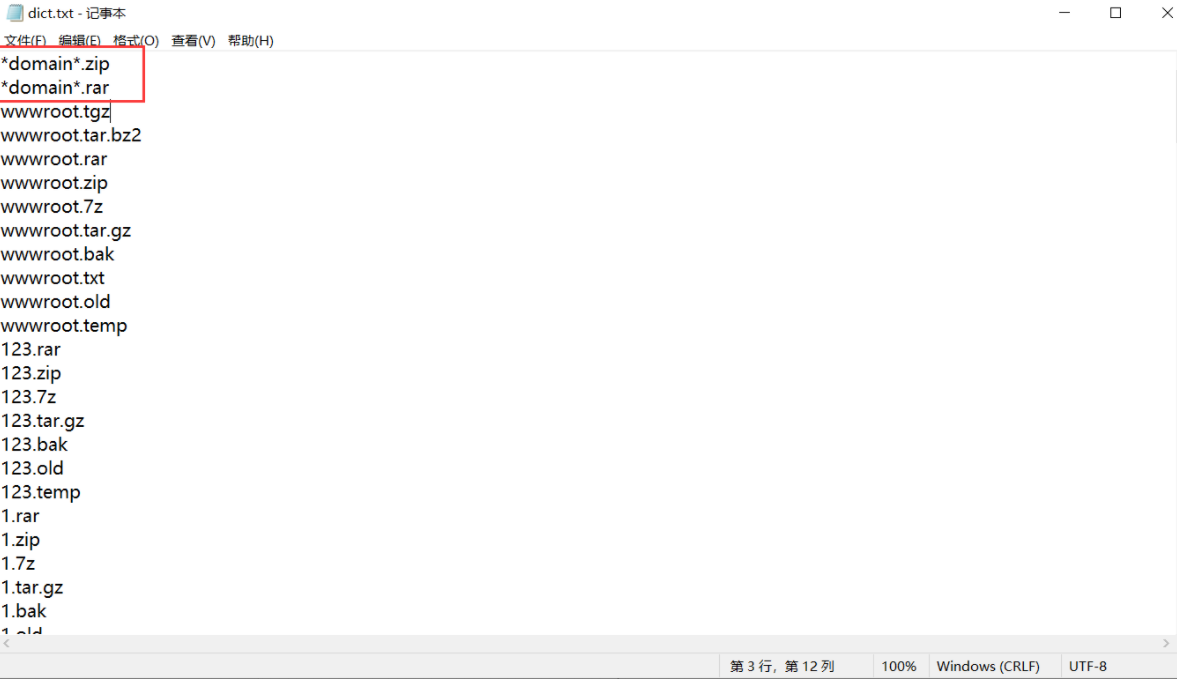 dict.txt - 记事本
文件(F) 编辑(E) 格式(O) 查看(V) 帮助(H)
*domain*.zip
*domain*.rar
wwwroot.tgz
wwwroot.tar.bz2
wwwroot.rar
wwwroot.zip
wwwroot.7z
wwwroot.tar.gz
wwwroot.bak
wwwroot.txt
wwwroot.old
wwwroot.temp
123.rar
123.zip
123.7z
123.tar.gz
123.bak
123.old
123.temp
1.rar
1.zip
1.7z
1.tar.gz
1.bak
1.old
第 3 行，第 12 列 100% Windows (CRLF) UTF-8